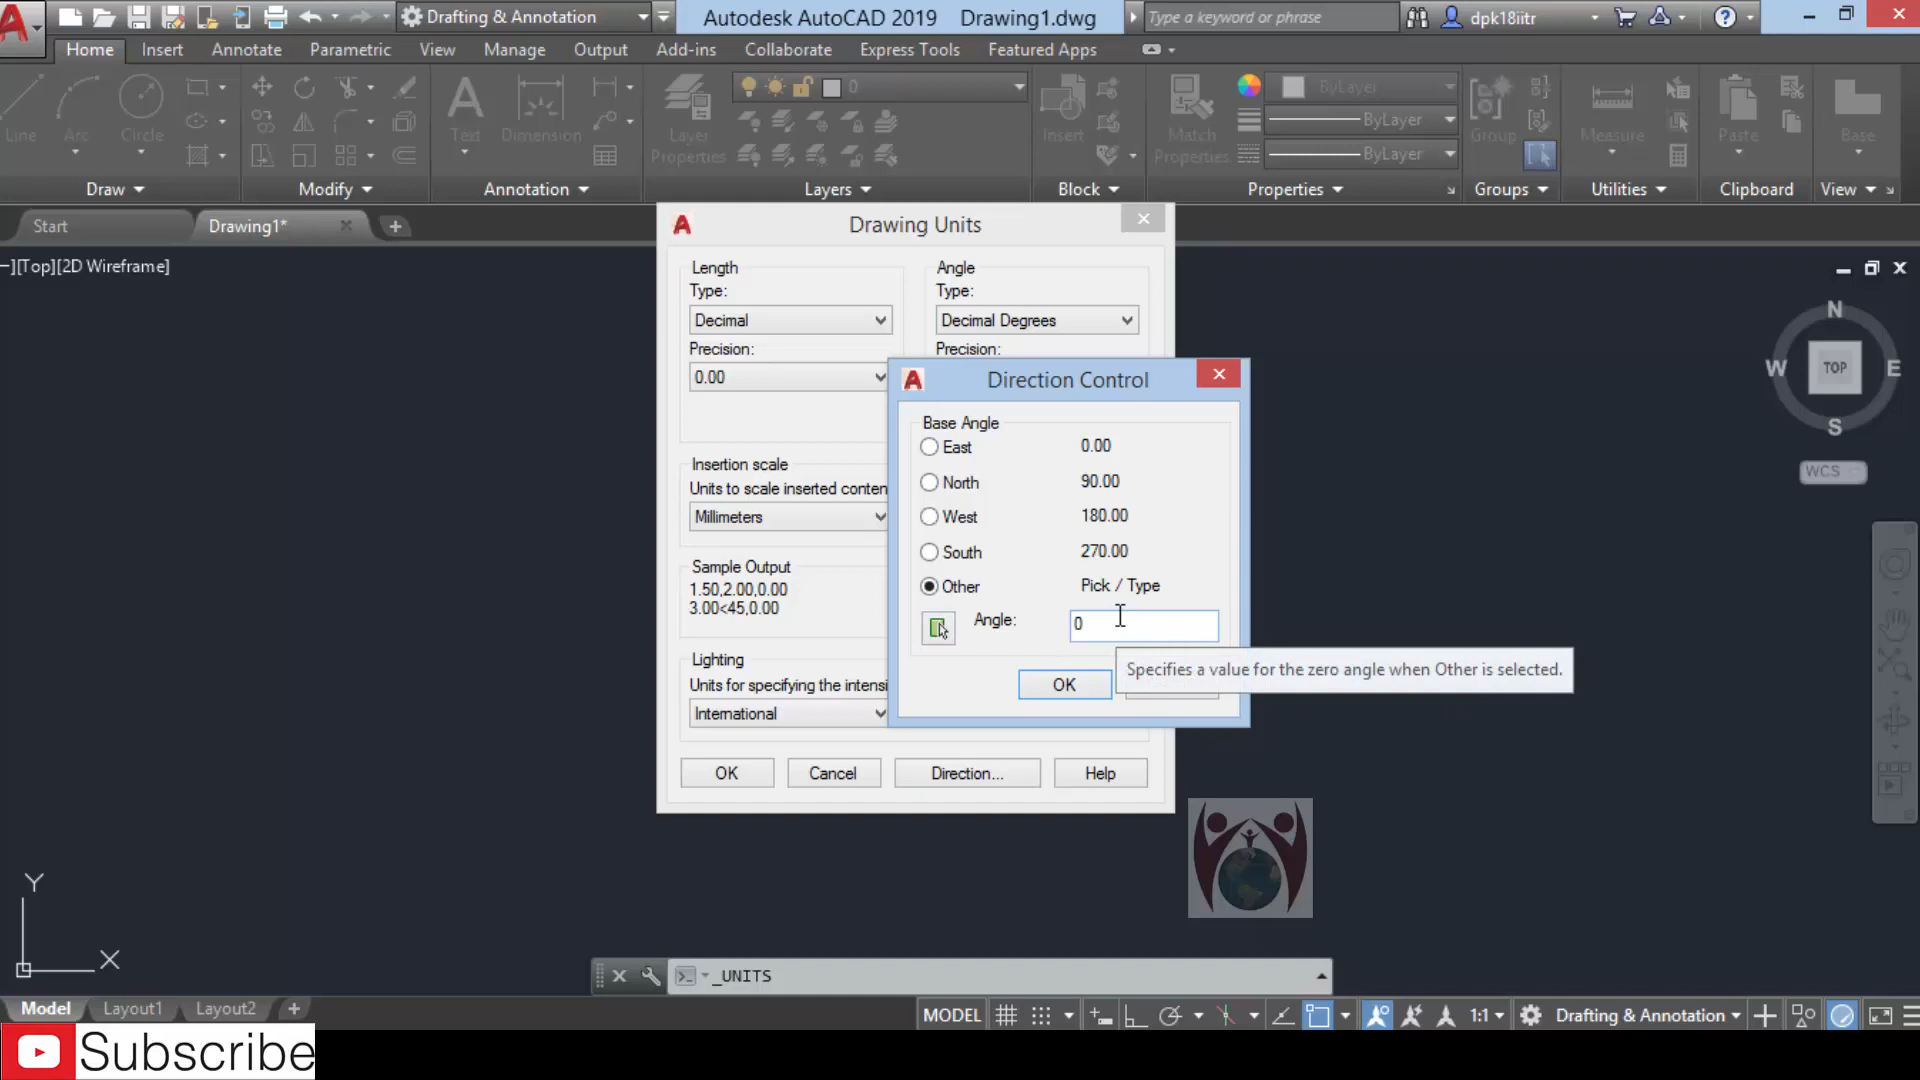 Drafting & Annotation
Autodesk AutoCAD 2019 Drawing1.dwg
Type a keyword or phrase
dpk18iitr
Home Insert Annotate Parametric View Manage Output Add-ins Collaborate Express Tools Featured Apps
0
ByLayer
Line Arc Circle Text Dimension Layer Properties Insert Match Properties Group Measure Paste Base
ByLayer
ByLayer
Draw Modify Annotation Layers Block Properties Groups Utilities Clipboard View
Start Drawing1*
Drawing Units
–][Top][2D Wireframe]
Length
Type:
Decimal
Precision:
0.00
Angle
Type:
Decimal Degrees
Precision:
Insertion scale
Units to scale inserted conten
Millimeters
Sample Output
1.50,2.00,0.00
3.00<45,0.00
Lighting
Units for specifying the intensi
International
OK Cancel Direction... Help
Direction Control
Base Angle
East 0.00
North 90.00
West 180.00
South 270.00
Other Pick / Type
Angle: 0
OK
Specifies a value for the zero angle when Other is selected.
N
W TOP E
S
WCS
Y
X
_UNITS
Model Layout1 Layout2
MODEL 1:1 Drafting & Annotation
Subscribe